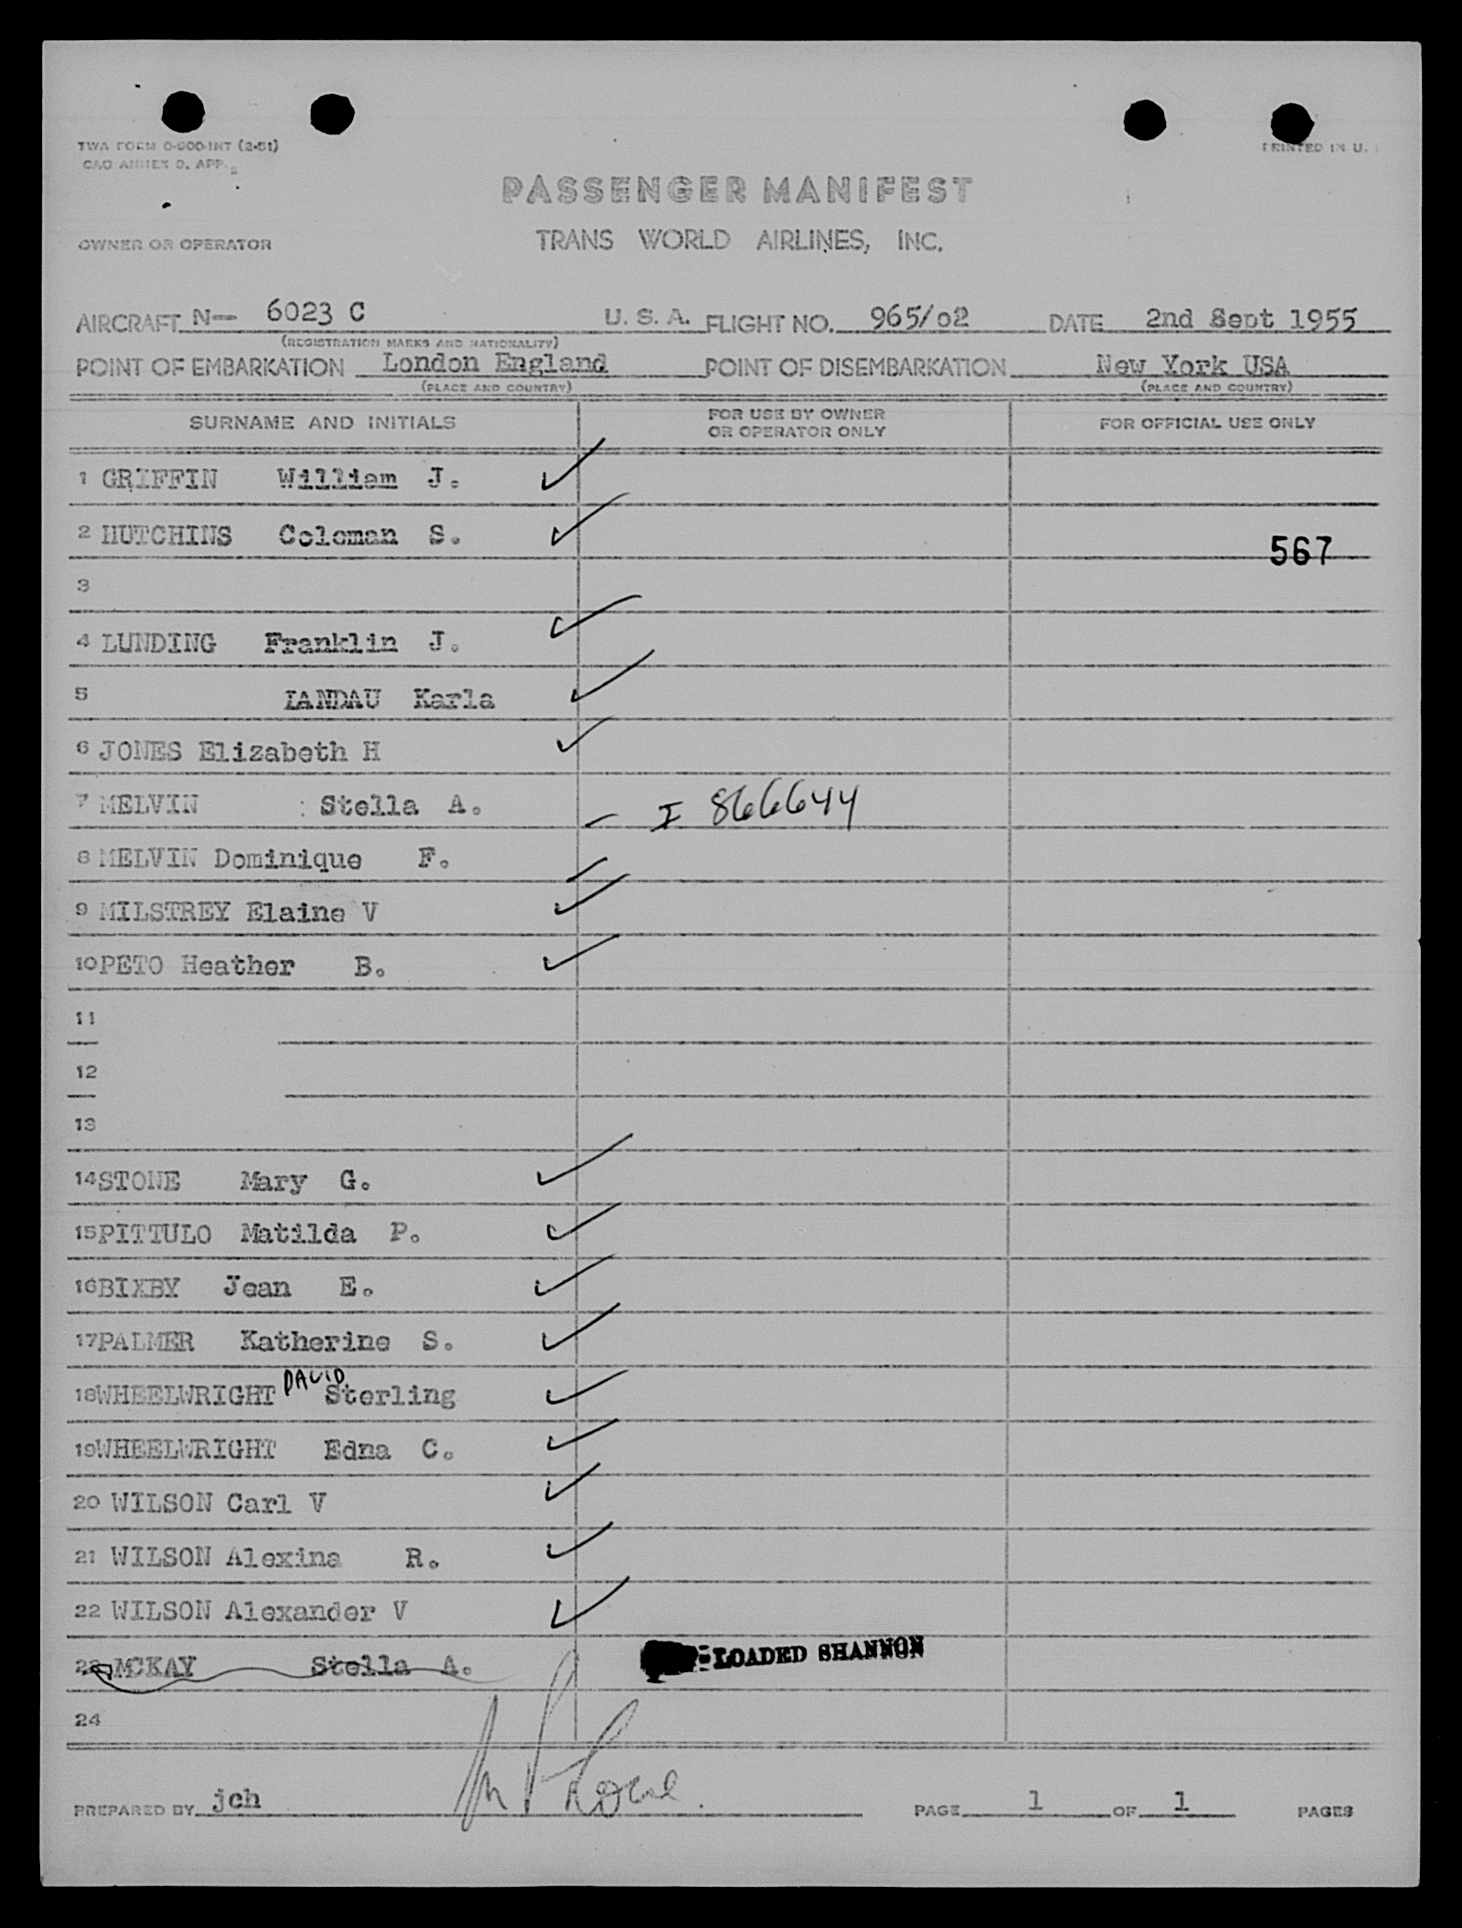 TWA FORM O-900-INT (2-51)
CAO ANNEX 9. APP.
PRINTED IN U.
PASSENGER MANIFEST
OWNER OR OPERATOR
TRANS WORLD AIRLINES, INC.
AIRCRAFT N— 6023 C U. S. A. FLIGHT NO. 965/02 DATE 2nd Sept 1955
(REGISTRATION MARKS AND NATIONALITY)
POINT OF EMBARKATION London England POINT OF DISEMBARKATION New York USA
(PLACE AND COUNTRY) (PLACE AND COUNTRY)
SURNAME AND INITIALS FOR USE BY OWNER OR OPERATOR ONLY FOR OFFICIAL USE ONLY
1 GRIFFIN William J. ✓
2 HUTCHINS Coleman S. ✓
567
3
4 LUNDING Franklin J. ✓
5 LANDAU Karla ✓
6 JONES Elizabeth H ✓
7 MELVIN : Stella A. – I 866644
8 MELVIN Dominique F. ✓
9 MILSTREY Elaine V ✓
10 PETO Heather B. ✓
11
12
13
14 STONE Mary G. ✓
15 PITTULO Matilda P. ✓
16 BIXBY Jean E. ✓
17 PALMER Katherine S. ✓
18 WHEELWRIGHT DAVID Sterling ✓
19 WHEELWRIGHT Edna C. ✓
20 WILSON Carl V ✓
21 WILSON Alexina R. ✓
22 WILSON Alexander V ✓
23 MCKAY Stella A. -LOADED SHANNON
24
PREPARED BY jch PAGE 1 OF 1 PAGES